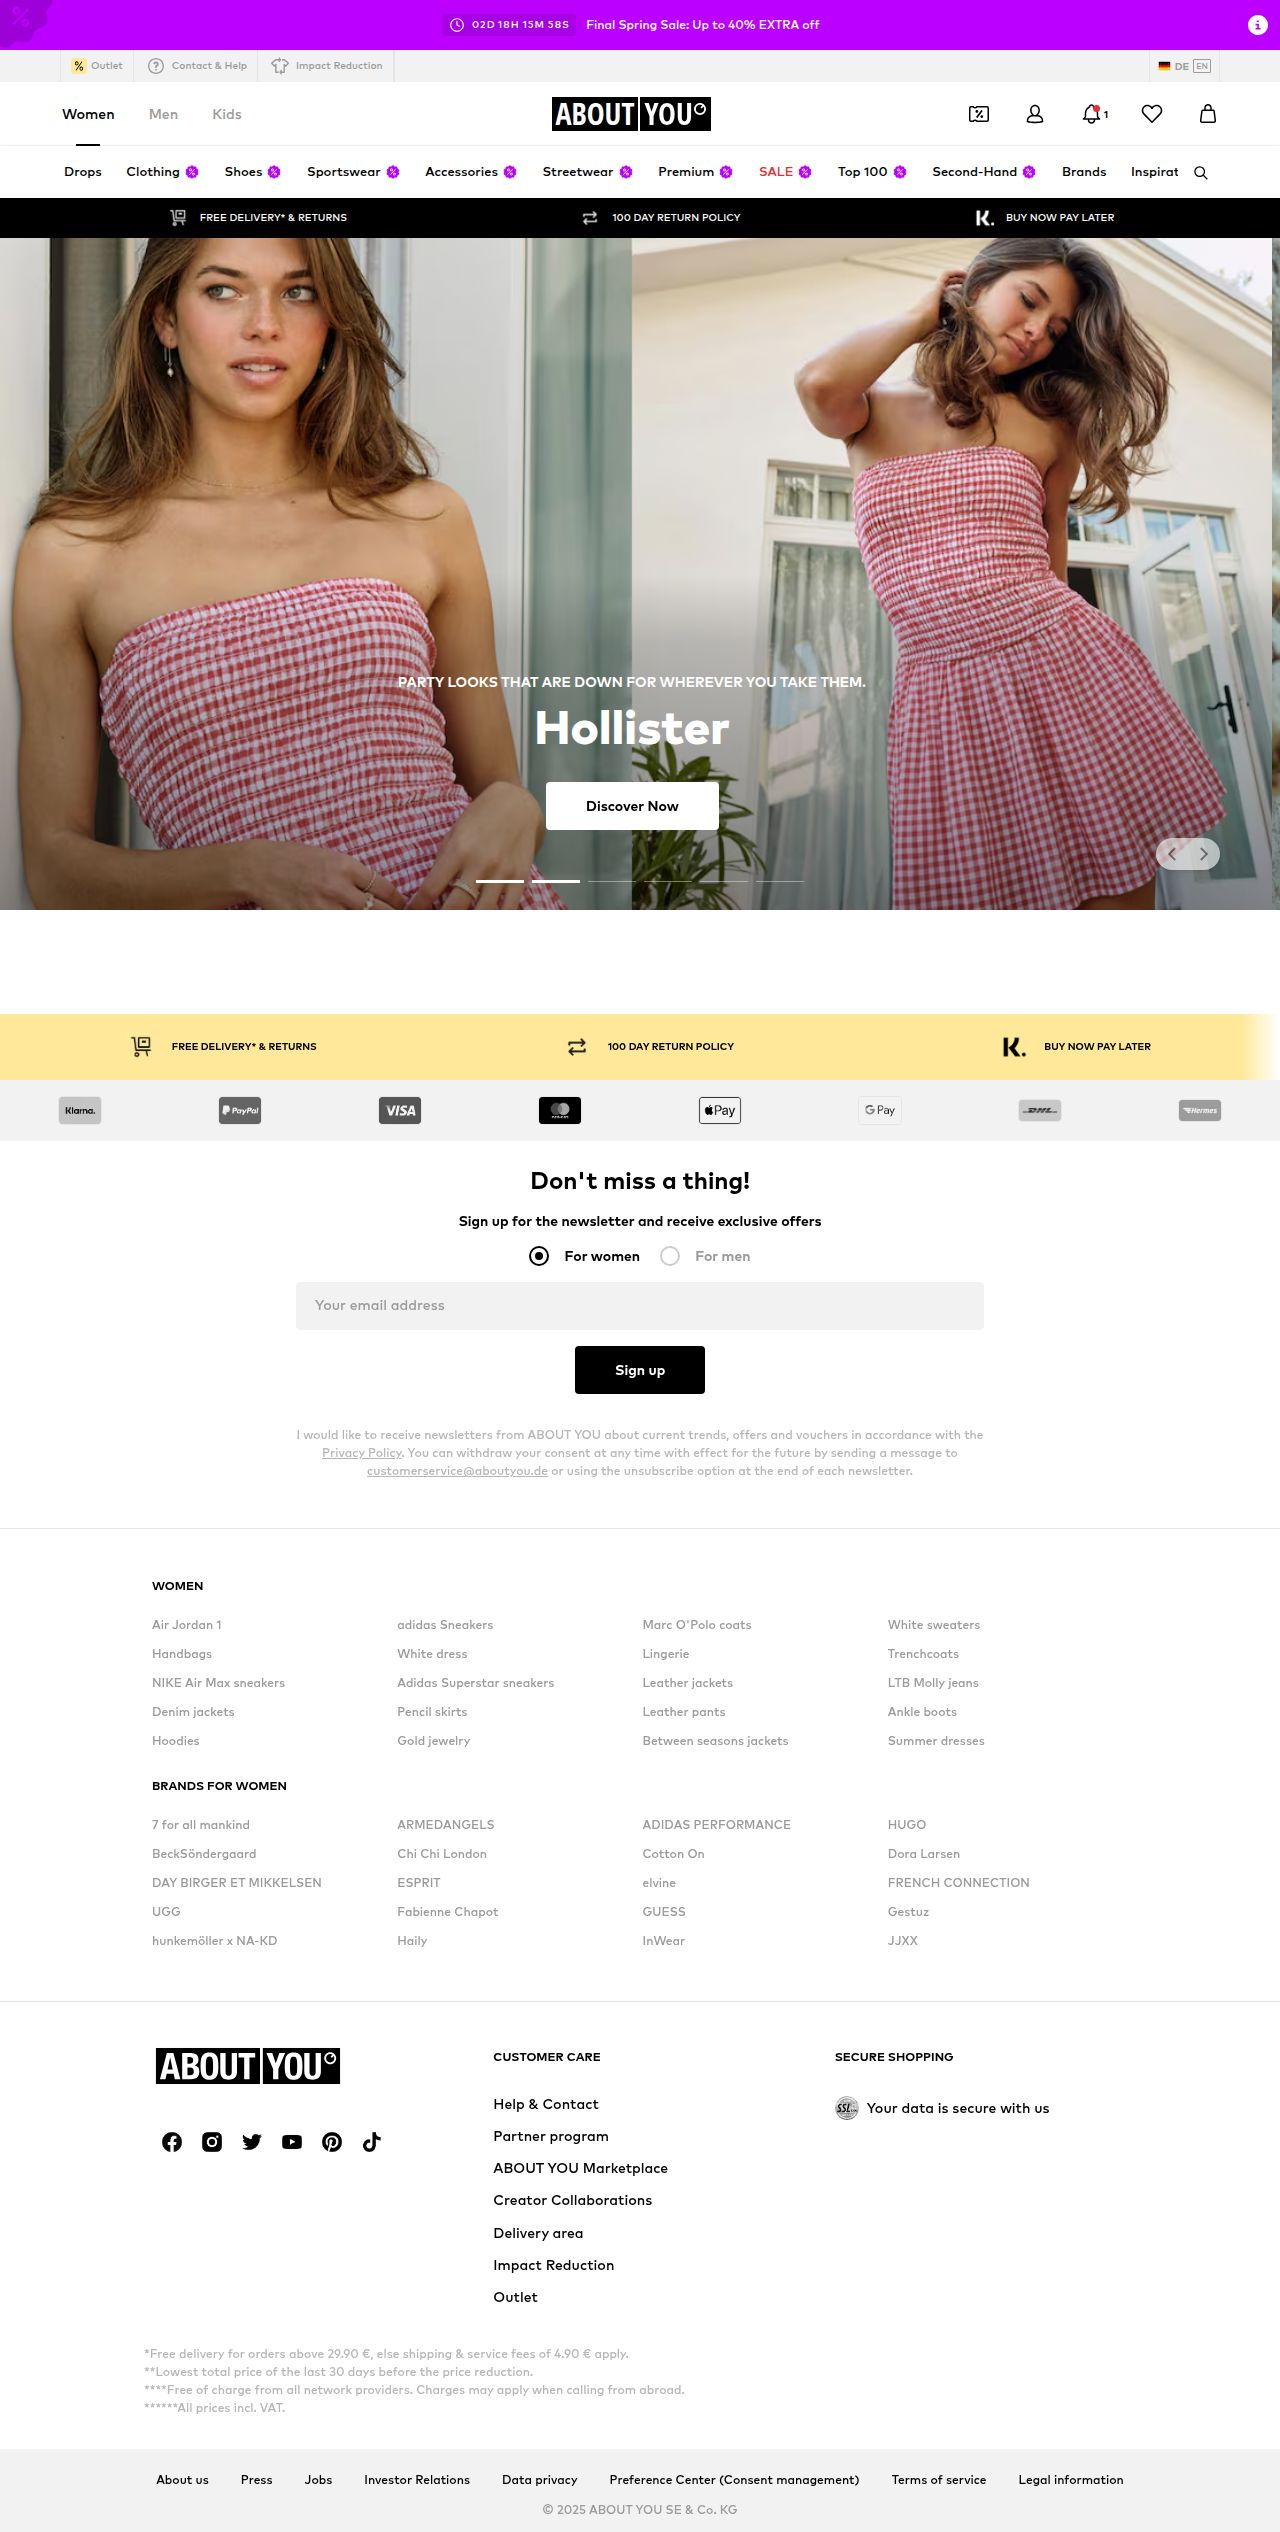 02D 18H 15M 58S Final Spring Sale: Up to 40% EXTRA off
% Outlet Contact & Help Impact Reduction DE EN
Women Men Kids ABOUT YOU 1
Drops Clothing Shoes Sportswear Accessories Streetwear Premium SALE Top 100 Second-Hand Brands Inspirat
FREE DELIVERY* & RETURNS 100 DAY RETURN POLICY K. BUY NOW PAY LATER
PARTY LOOKS THAT ARE DOWN FOR WHEREVER YOU TAKE THEM.
Hollister
Discover Now
FREE DELIVERY* & RETURNS 100 DAY RETURN POLICY K. BUY NOW PAY LATER
Klarna. PayPal VISA Pay G Pay DHL Hermes
Don't miss a thing!
Sign up for the newsletter and receive exclusive offers
For women For men
Your email address
Sign up
I would like to receive newsletters from ABOUT YOU about current trends, offers and vouchers in accordance with the
Privacy Policy. You can withdraw your consent at any time with effect for the future by sending a message to
customerservice@aboutyou.de or using the unsubscribe option at the end of each newsletter.
WOMEN
Air Jordan 1 adidas Sneakers Marc O'Polo coats White sweaters
Handbags White dress Lingerie Trenchcoats
NIKE Air Max sneakers Adidas Superstar sneakers Leather jackets LTB Molly jeans
Denim jackets Pencil skirts Leather pants Ankle boots
Hoodies Gold jewelry Between seasons jackets Summer dresses
BRANDS FOR WOMEN
7 for all mankind ARMEDANGELS ADIDAS PERFORMANCE HUGO
BeckSöndergaard Chi Chi London Cotton On Dora Larsen
DAY BIRGER ET MIKKELSEN ESPRIT elvine FRENCH CONNECTION
UGG Fabienne Chapot GUESS Gestuz
hunkemöller x NA-KD Haily InWear JJXX
ABOUT YOU
CUSTOMER CARE
Help & Contact
Partner program
ABOUT YOU Marketplace
Creator Collaborations
Delivery area
Impact Reduction
Outlet
SECURE SHOPPING
SSL Your data is secure with us
*Free delivery for orders above 29.90 €, else shipping & service fees of 4.90 € apply.
**Lowest total price of the last 30 days before the price reduction.
****Free of charge from all network providers. Charges may apply when calling from abroad.
******All prices incl. VAT.
About us Press Jobs Investor Relations Data privacy Preference Center (Consent management) Terms of service Legal information
© 2025 ABOUT YOU SE & Co. KG